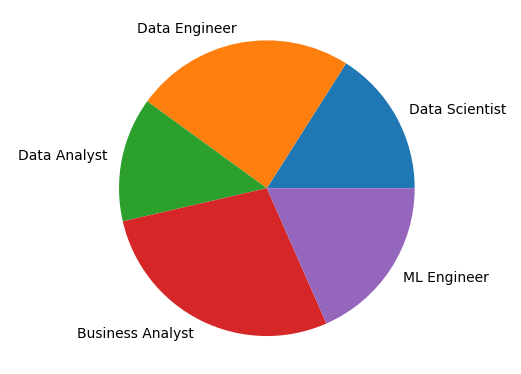 Data Engineer
Data Scientist
Data Analyst
ML Engineer
Business Analyst